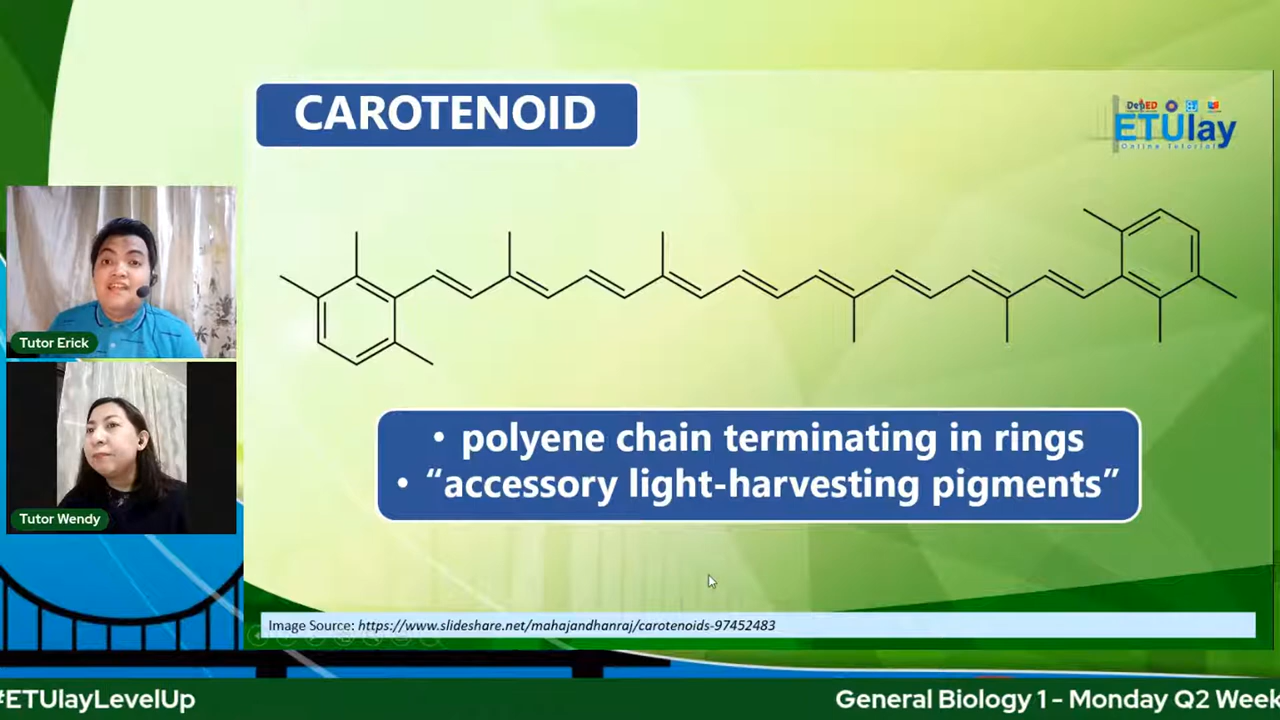 CAROTENOID
DepED
ETUlay
Online Tutorial
Tutor Erick
Tutor Wendy
• polyene chain terminating in rings
• “accessory light-harvesting pigments”
Image Source: https://www.slideshare.net/mahajandhanraj/carotenoids-97452483
#ETUlayLevelUp
General Biology 1 - Monday Q2 Week